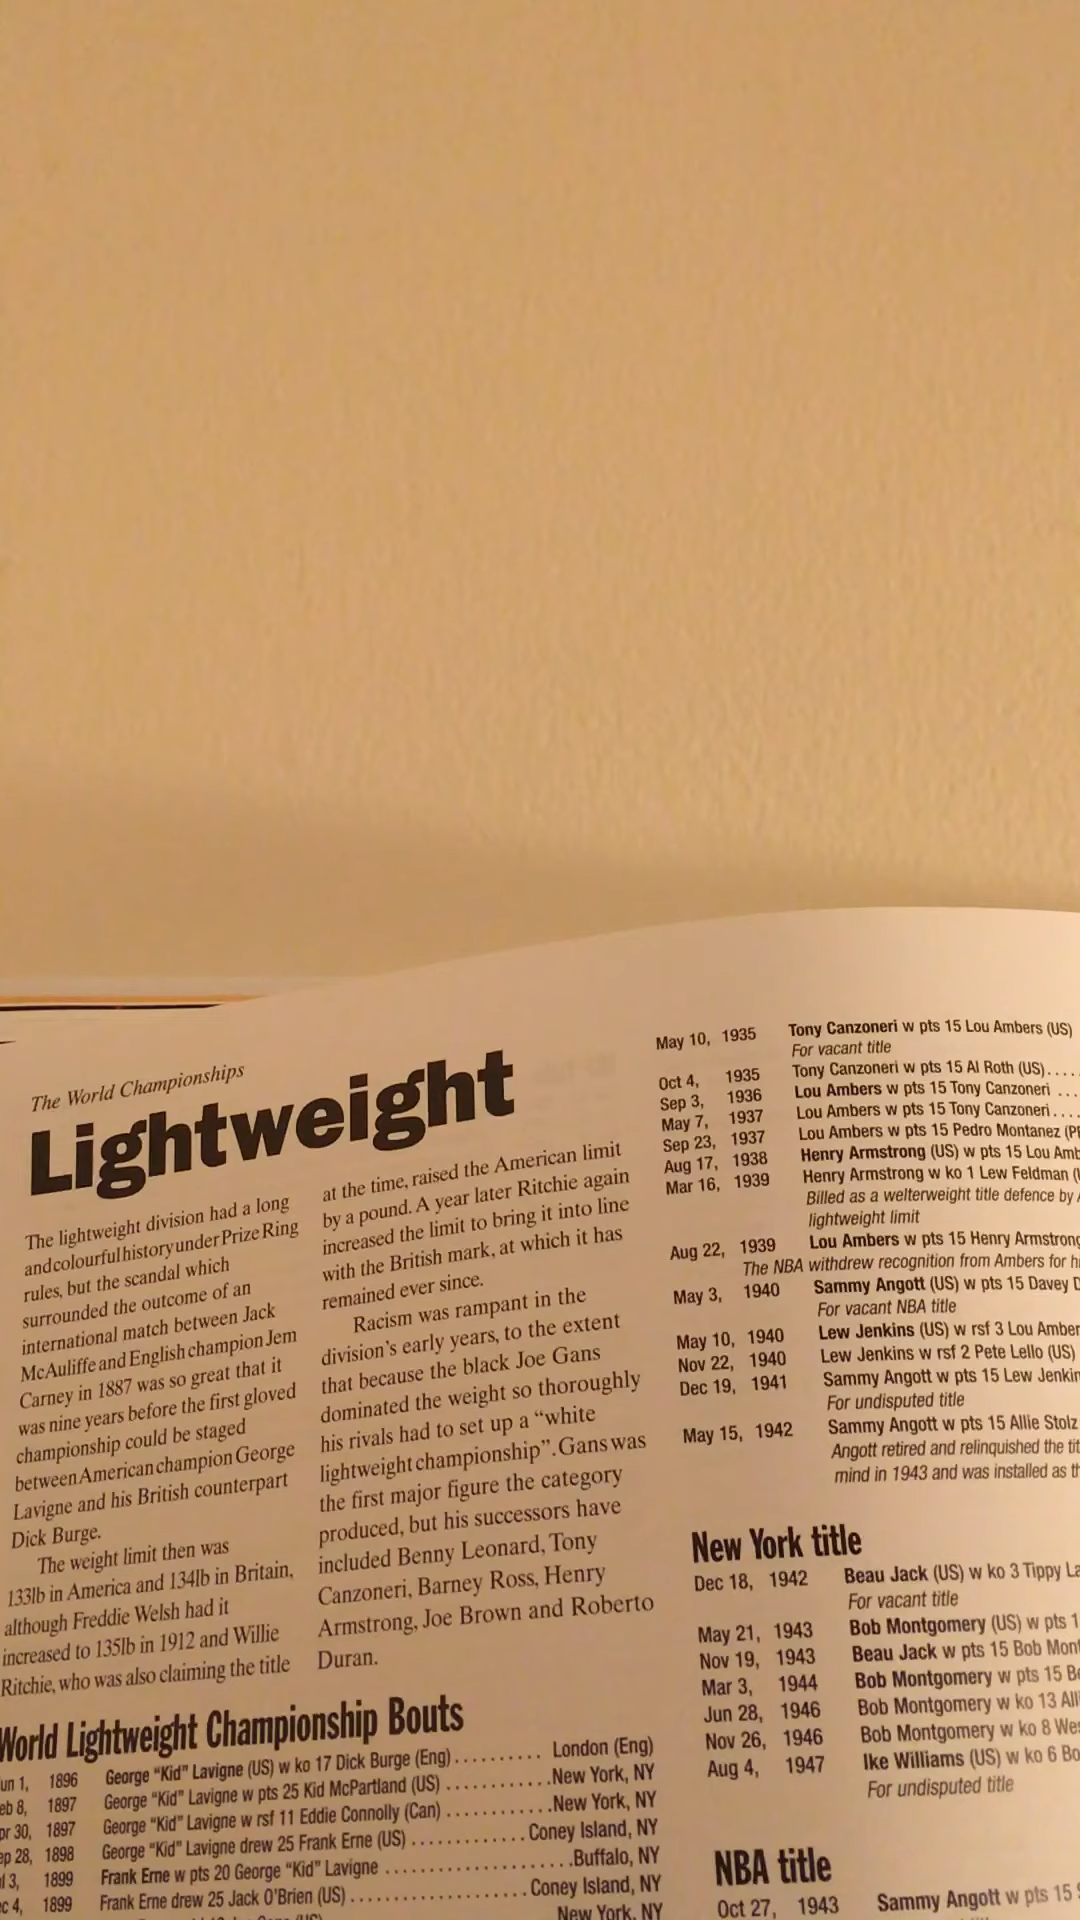 The World Championships
Lightweight
The lightweight division had a long
and colourful history under Prize Ring
rules, but the scandal which
surrounded the outcome of an
international match between Jack
McAuliffe and English champion Jem
Carney in 1887 was so great that it
was nine years before the first gloved
championship could be staged
between American champion George
Lavigne and his British counterpart
Dick Burge.
The weight limit then was
133lb in America and 134lb in Britain,
although Freddie Welsh had it
increased to 135lb in 1912 and Willie
Ritchie, who was also claiming the title
at the time, raised the American limit
by a pound. A year later Ritchie again
increased the limit to bring it into line
with the British mark, at which it has
remained ever since.
Racism was rampant in the
division's early years, to the extent
that because the black Joe Gans
dominated the weight so thoroughly
his rivals had to set up a “white
lightweight championship”. Gans was
the first major figure the category
produced, but his successors have
included Benny Leonard, Tony
Canzoneri, Barney Ross, Henry
Armstrong, Joe Brown and Roberto
Duran.
World Lightweight Championship Bouts
un 1, 1896 George “Kid” Lavigne (US) w ko 17 Dick Burge (Eng) .......... London (Eng)
eb 8, 1897 George “Kid” Lavigne w pts 25 Kid McPartland (US) ............ New York, NY
pr 30, 1897 George “Kid” Lavigne w rsf 11 Eddie Connolly (Can) ............ New York, NY
ep 28, 1898 George “Kid” Lavigne drew 25 Frank Erne (US) ............. Coney Island, NY
l 3, 1899 Frank Erne w pts 20 George “Kid” Lavigne ..................... Buffalo, NY
c 4, 1899 Frank Erne drew 25 Jack O'Brien (US) .................... Coney Island, NY
New York, NY
May 10, 1935 Tony Canzoneri w pts 15 Lou Ambers (US)
For vacant title
Oct 4, 1935 Tony Canzoneri w pts 15 Al Roth (US) ....
Sep 3, 1936 Lou Ambers w pts 15 Tony Canzoneri ...
May 7, 1937 Lou Ambers w pts 15 Tony Canzoneri ....
Sep 23, 1937 Lou Ambers w pts 15 Pedro Montanez (P
Aug 17, 1938 Henry Armstrong (US) w pts 15 Lou Amb
Mar 16, 1939 Henry Armstrong w ko 1 Lew Feldman (
Billed as a welterweight title defence by
lightweight limit
Aug 22, 1939 Lou Ambers w pts 15 Henry Armstrong
The NBA withdrew recognition from Ambers for h
May 3, 1940 Sammy Angott (US) w pts 15 Davey D
For vacant NBA title
May 10, 1940 Lew Jenkins (US) w rsf 3 Lou Amber
Nov 22, 1940 Lew Jenkins w rsf 2 Pete Lello (US)
Dec 19, 1941 Sammy Angott w pts 15 Lew Jenkin
For undisputed title
May 15, 1942 Sammy Angott w pts 15 Allie Stolz
Angott retired and relinquished the tit
mind in 1943 and was installed as th
New York title
Dec 18, 1942 Beau Jack (US) w ko 3 Tippy La
For vacant title
May 21, 1943 Bob Montgomery (US) w pts 1
Nov 19, 1943 Beau Jack w pts 15 Bob Mont
Mar 3, 1944 Bob Montgomery w pts 15 Be
Jun 28, 1946 Bob Montgomery w ko 13 All
Nov 26, 1946 Bob Montgomery w ko 8 Wes
Aug 4, 1947 Ike Williams (US) w ko 6 Bo
For undisputed title
NBA title
Oct 27, 1943 Sammy Angott w pts 15